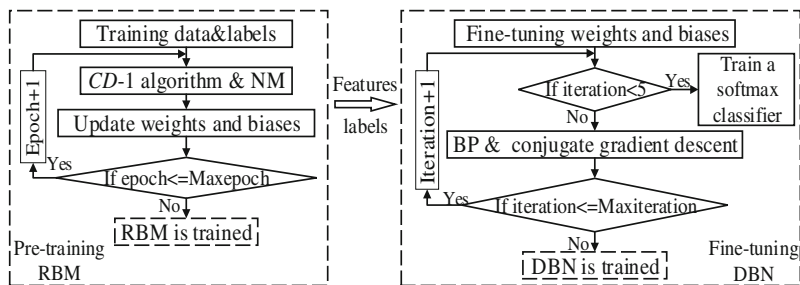 Training data&labels
CD-1 algorithm & NM
Update weights and biases
Epoch+1
Yes
If epoch<=Maxepoch
No
RBM is trained
Pre-training
RBM
Features
labels
Fine-tuning weights and biases
If iteration<5
Yes
Train a
softmax
classifier
No
Iteration+1
BP & conjugate gradient descent
Yes
If iteration<=Maxiteration
No
DBN is trained
Fine-tuning
DBN